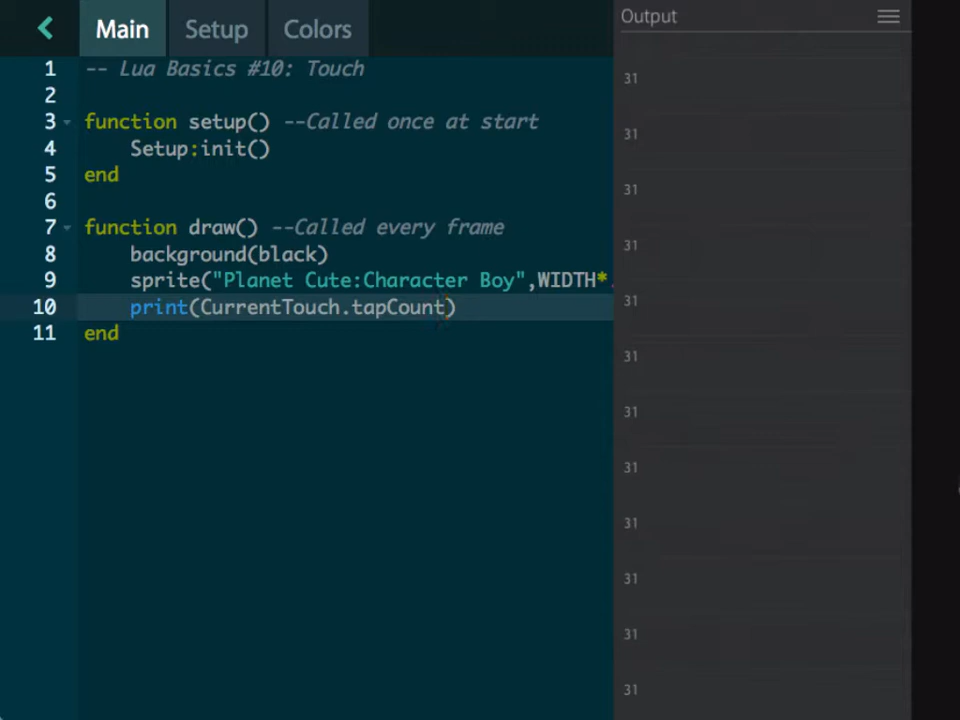 Main Setup Colors
1 -- Lua Basics #10: Touch
2
3 function setup() --Called once at start
4 Setup:init()
5 end
6
7 function draw() --Called every frame
8 background(black)
9 sprite("Planet Cute:Character Boy",WIDTH*.
10 print(CurrentTouch.tapCount)
11 end
Output
31
31
31
31
31
31
31
31
31
31
31
31